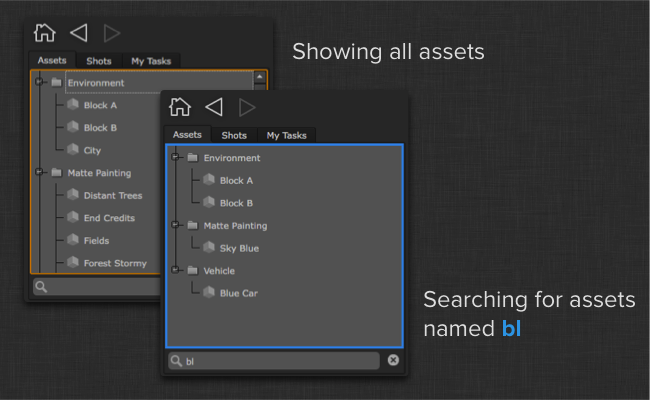 Showing all assets
Assets Shots My Tasks
Environment
Block A
Block B
City
Matte Painting
Distant Trees
End Credits
Fields
Forest Stormy
Assets Shots My Tasks
Environment
Block A
Block B
Matte Painting
Sky Blue
Vehicle
Blue Car
bl
Searching for assets
named bl